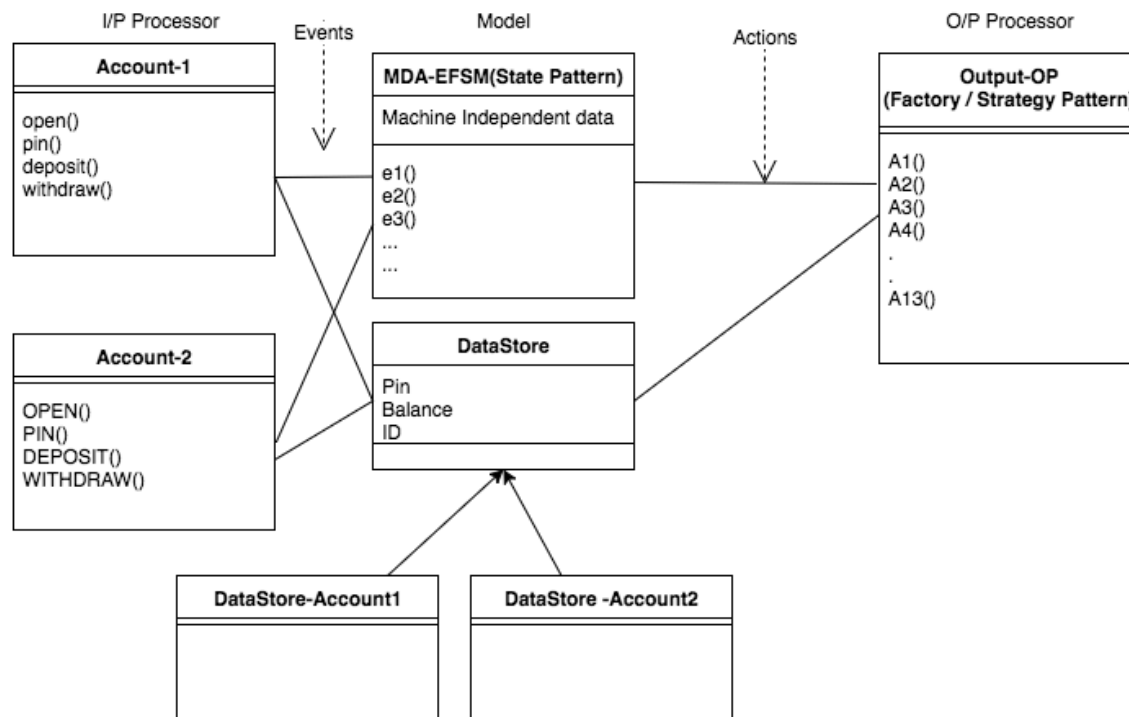 I/P Processor
Events
Model
Actions
O/P Processor
Account-1
open()
pin()
deposit()
withdraw()
MDA-EFSM(State Pattern)
Machine Independent data
e1()
e2()
e3()
...
...
Output-OP
(Factory / Strategy Pattern)
A1()
A2()
A3()
A4()
.
.
A13()
Account-2
OPEN()
PIN()
DEPOSIT()
WITHDRAW()
DataStore
Pin
Balance
ID
DataStore-Account1
DataStore -Account2